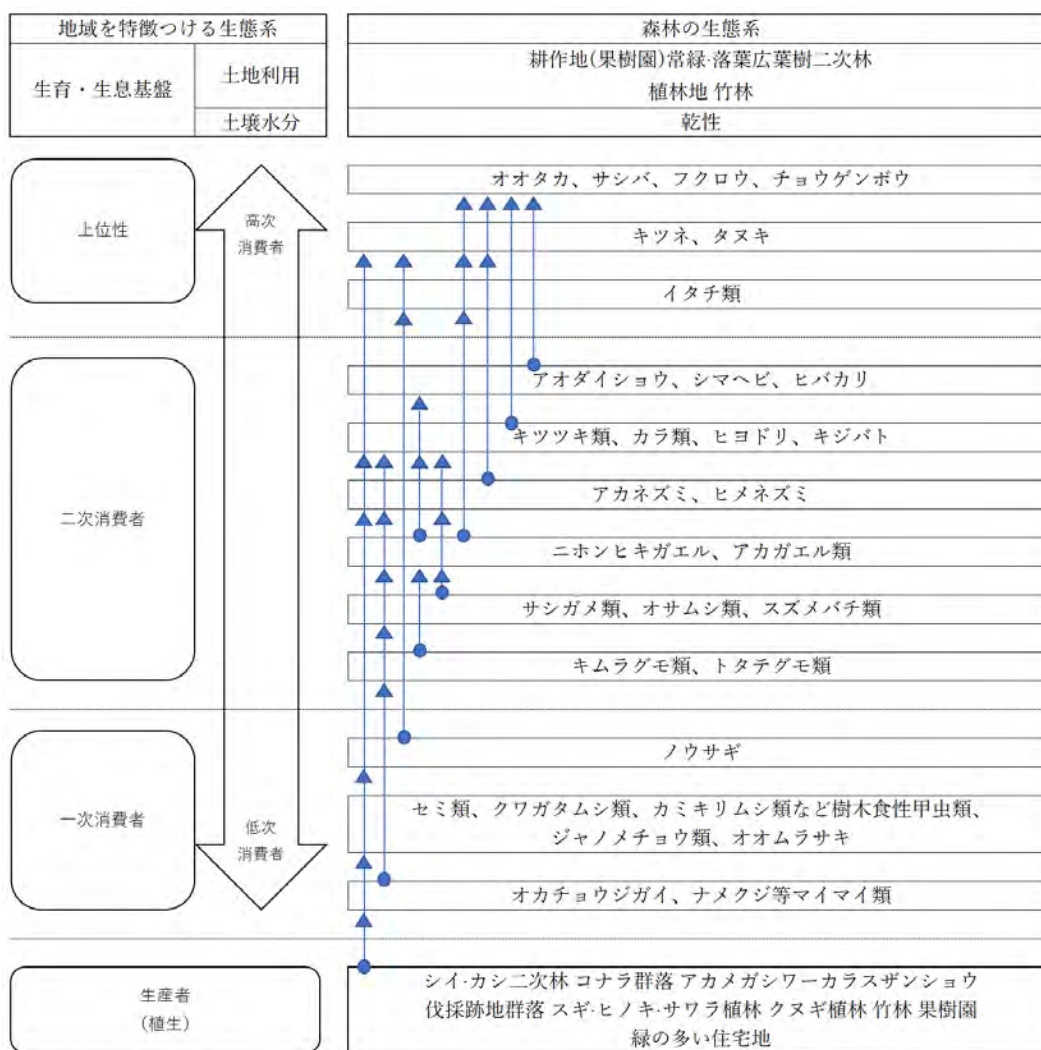 地域を特徴つける生態系
森林の生態系
生育・生息基盤
土地利用
耕作地(果樹園)常緑·落葉広葉樹二次林
植林地 竹林
土壌水分
乾性
上位性
高次
消費者
オオタカ、サシバ、フクロウ、チョウゲンボウ
キツネ、タヌキ
イタチ類
二次消費者
アオダイショウ、シマヘビ、ヒバカリ
キツツキ類、カラ類、ヒヨドリ、キジバト
アカネズミ、ヒメネズミ
ニホンヒキガエル、アカガエル類
サシガメ類、オサムシ類、スズメバチ類
キムラグモ類、トタテグモ類
一次消費者
低次
消費者
ノウサギ
セミ類、クワガタムシ類、カミキリムシ類など樹木食性甲虫類、
ジャノメチョウ類、オオムラサキ
オカチョウジガイ、ナメクジ等マイマイ類
生産者
(植生)
シイ·カシ二次林 コナラ群落 アカメガシワーカラスザンショウ
伐採跡地群落 スギ·ヒノキ·サワラ植林 クヌギ植林 竹林 果樹園
緑の多い住宅地